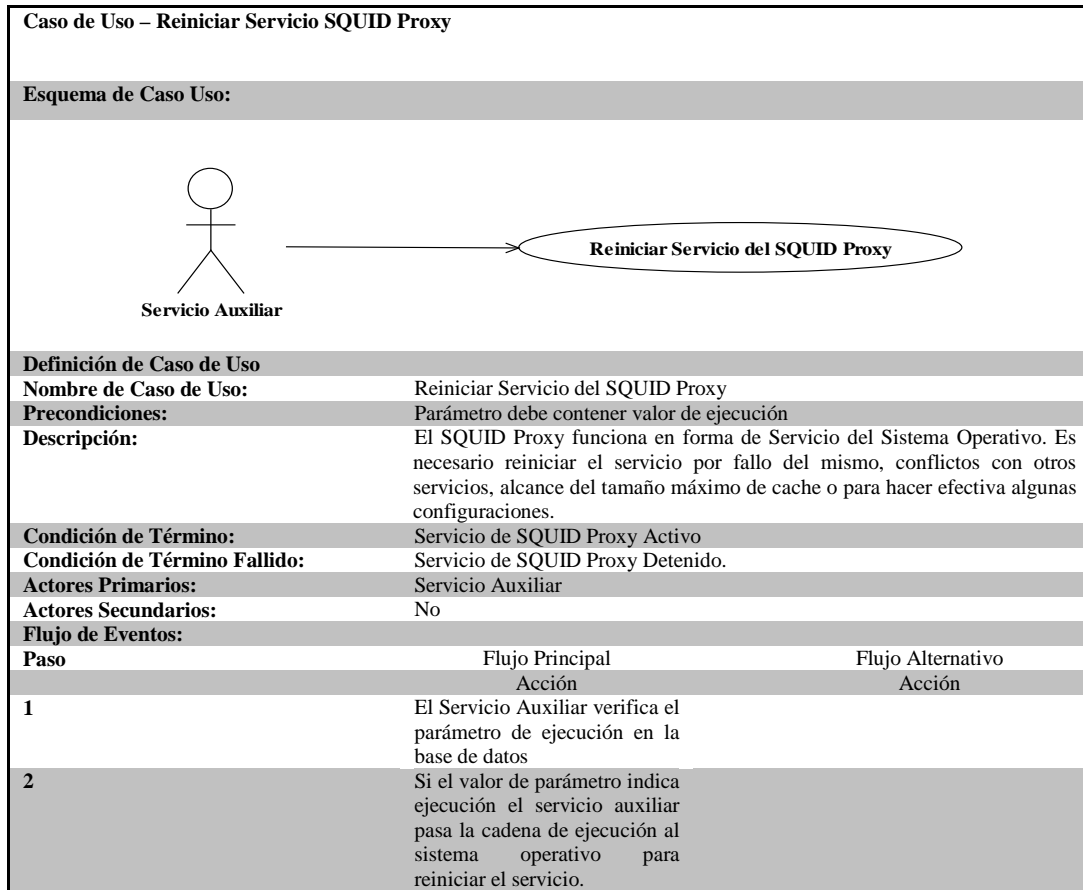 Caso de Uso – Reiniciar Servicio SQUID Proxy
Esquema de Caso Uso:
Reiniciar Servicio del SQUID Proxy
Servicio Auxiliar
Definición de Caso de Uso
Nombre de Caso de Uso: Reiniciar Servicio del SQUID Proxy
Precondiciones: Parámetro debe contener valor de ejecución
Descripción: El SQUID Proxy funciona en forma de Servicio del Sistema Operativo. Es
necesario reiniciar el servicio por fallo del mismo, conflictos con otros
servicios, alcance del tamaño máximo de cache o para hacer efectiva algunas
configuraciones.
Condición de Término: Servicio de SQUID Proxy Activo
Condición de Término Fallido: Servicio de SQUID Proxy Detenido.
Actores Primarios: Servicio Auxiliar
Actores Secundarios: No
Flujo de Eventos:
Paso Flujo Principal Flujo Alternativo
Acción Acción
1 El Servicio Auxiliar verifica el
parámetro de ejecución en la
base de datos
2 Si el valor de parámetro indica
ejecución el servicio auxiliar
pasa la cadena de ejecución al
sistema operativo para
reiniciar el servicio.